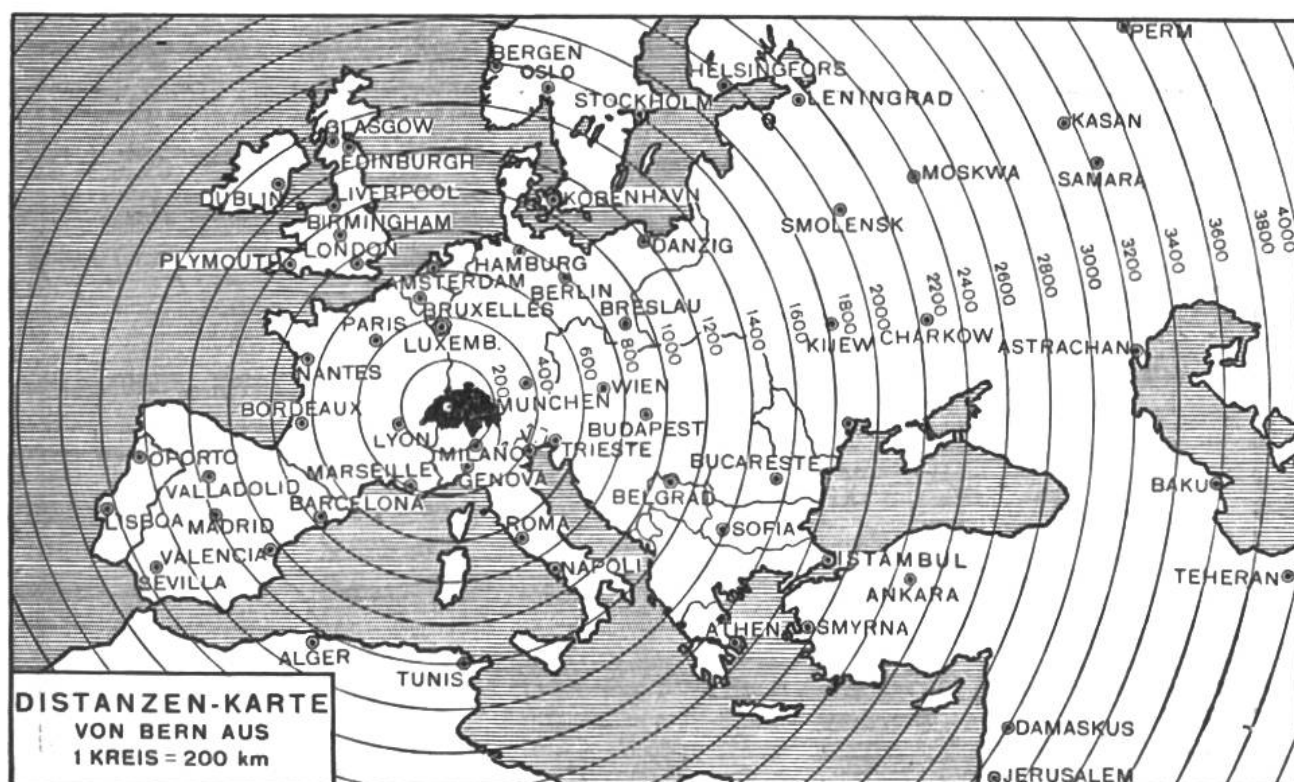 PERM
BERGEN
OSLO
HELSINGFORS
STOCKHOLM
LENINGRAD
KASAN
GLASGOW
EDINBURGH
MOSKWA
SAMARA
DUBLIN
LIVERPOOL
KOBENHAVN
SMOLENSK
BIRMINGHAM
LONDON
DANZIG
PLYMOUTH
HAMBURG
AMSTERDAM
BERLIN
BRUXELLES
BRESLAU
PARIS
LUXEMB.
KIJEW
CHARKOW
ASTRACHAN
200
400
600
800
1000
1200
1400
1600
1800
2000
2200
2400
2600
2800
3000
3200
3400
3600
3800
4000
NANTES
WIEN
MÜNCHEN
BORDEAUX
LYON
BUDAPEST
MILANO
TRIESTE
OPORTO
MARSEILLE
GENOVA
BUCARESTE
VALLADOLID
BELGRAD
BAKU
BARCELONA
LISBOA
MADRID
ROMA
SOFIA
VALENCIA
ISTAMBUL
SEVILLA
NAPOLI
TEHERAN
ANKARA
ATHEN
SMYRNA
ALGER
TUNIS
DISTANZEN-KARTE
VON BERN AUS
1 KREIS = 200 km
DAMASKUS
JERUSALEM